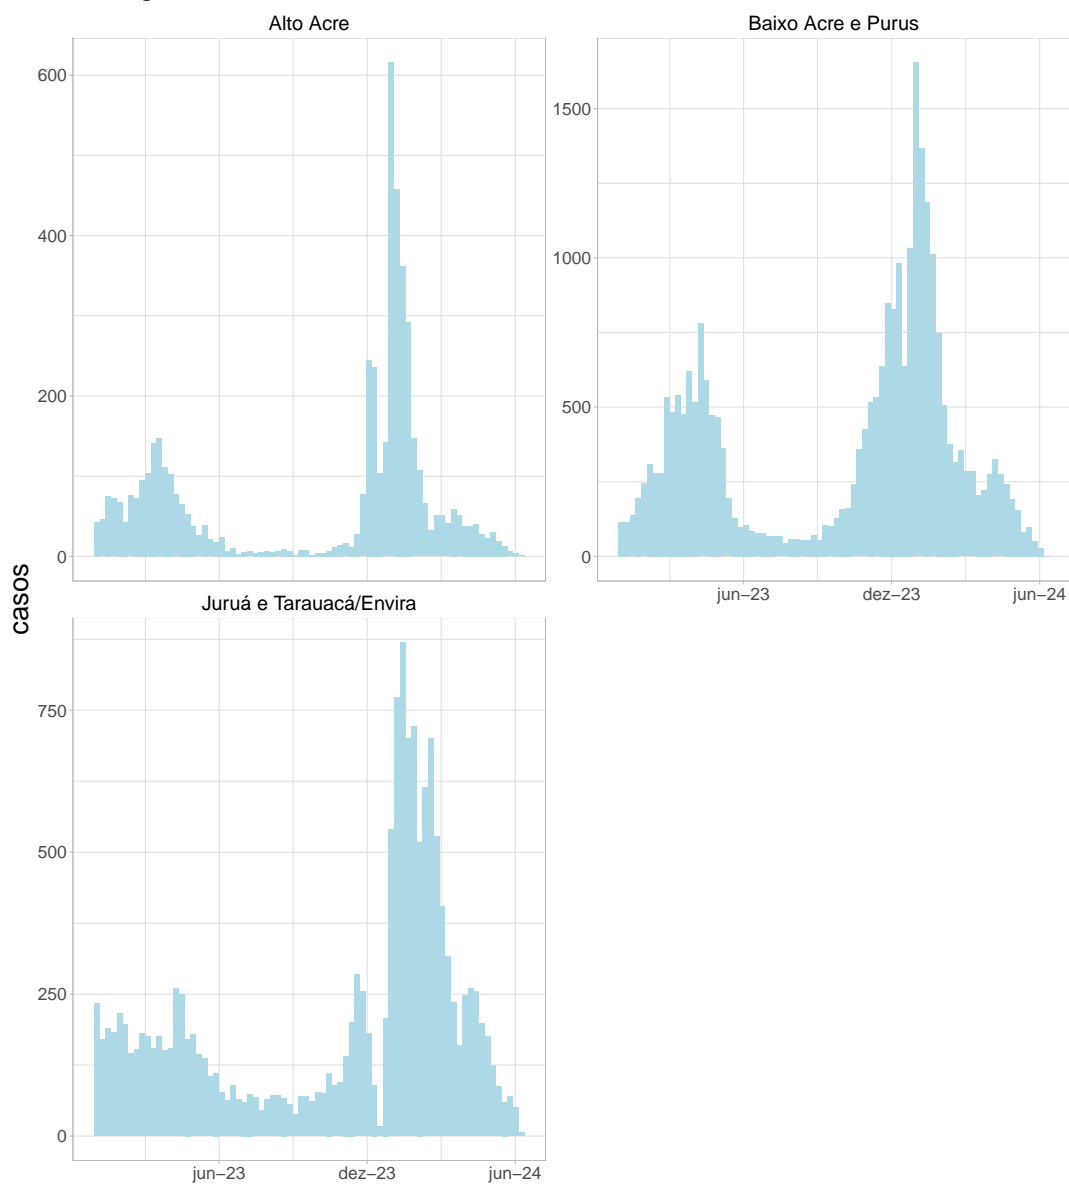 Alto Acre
Baixo Acre e Purus
600
400
200
0
1500
1000
500
0
jun−23
dez−23
jun−24
casos
Juruá e Tarauacá/Envira
750
500
250
0
jun−23
dez−23
jun−24